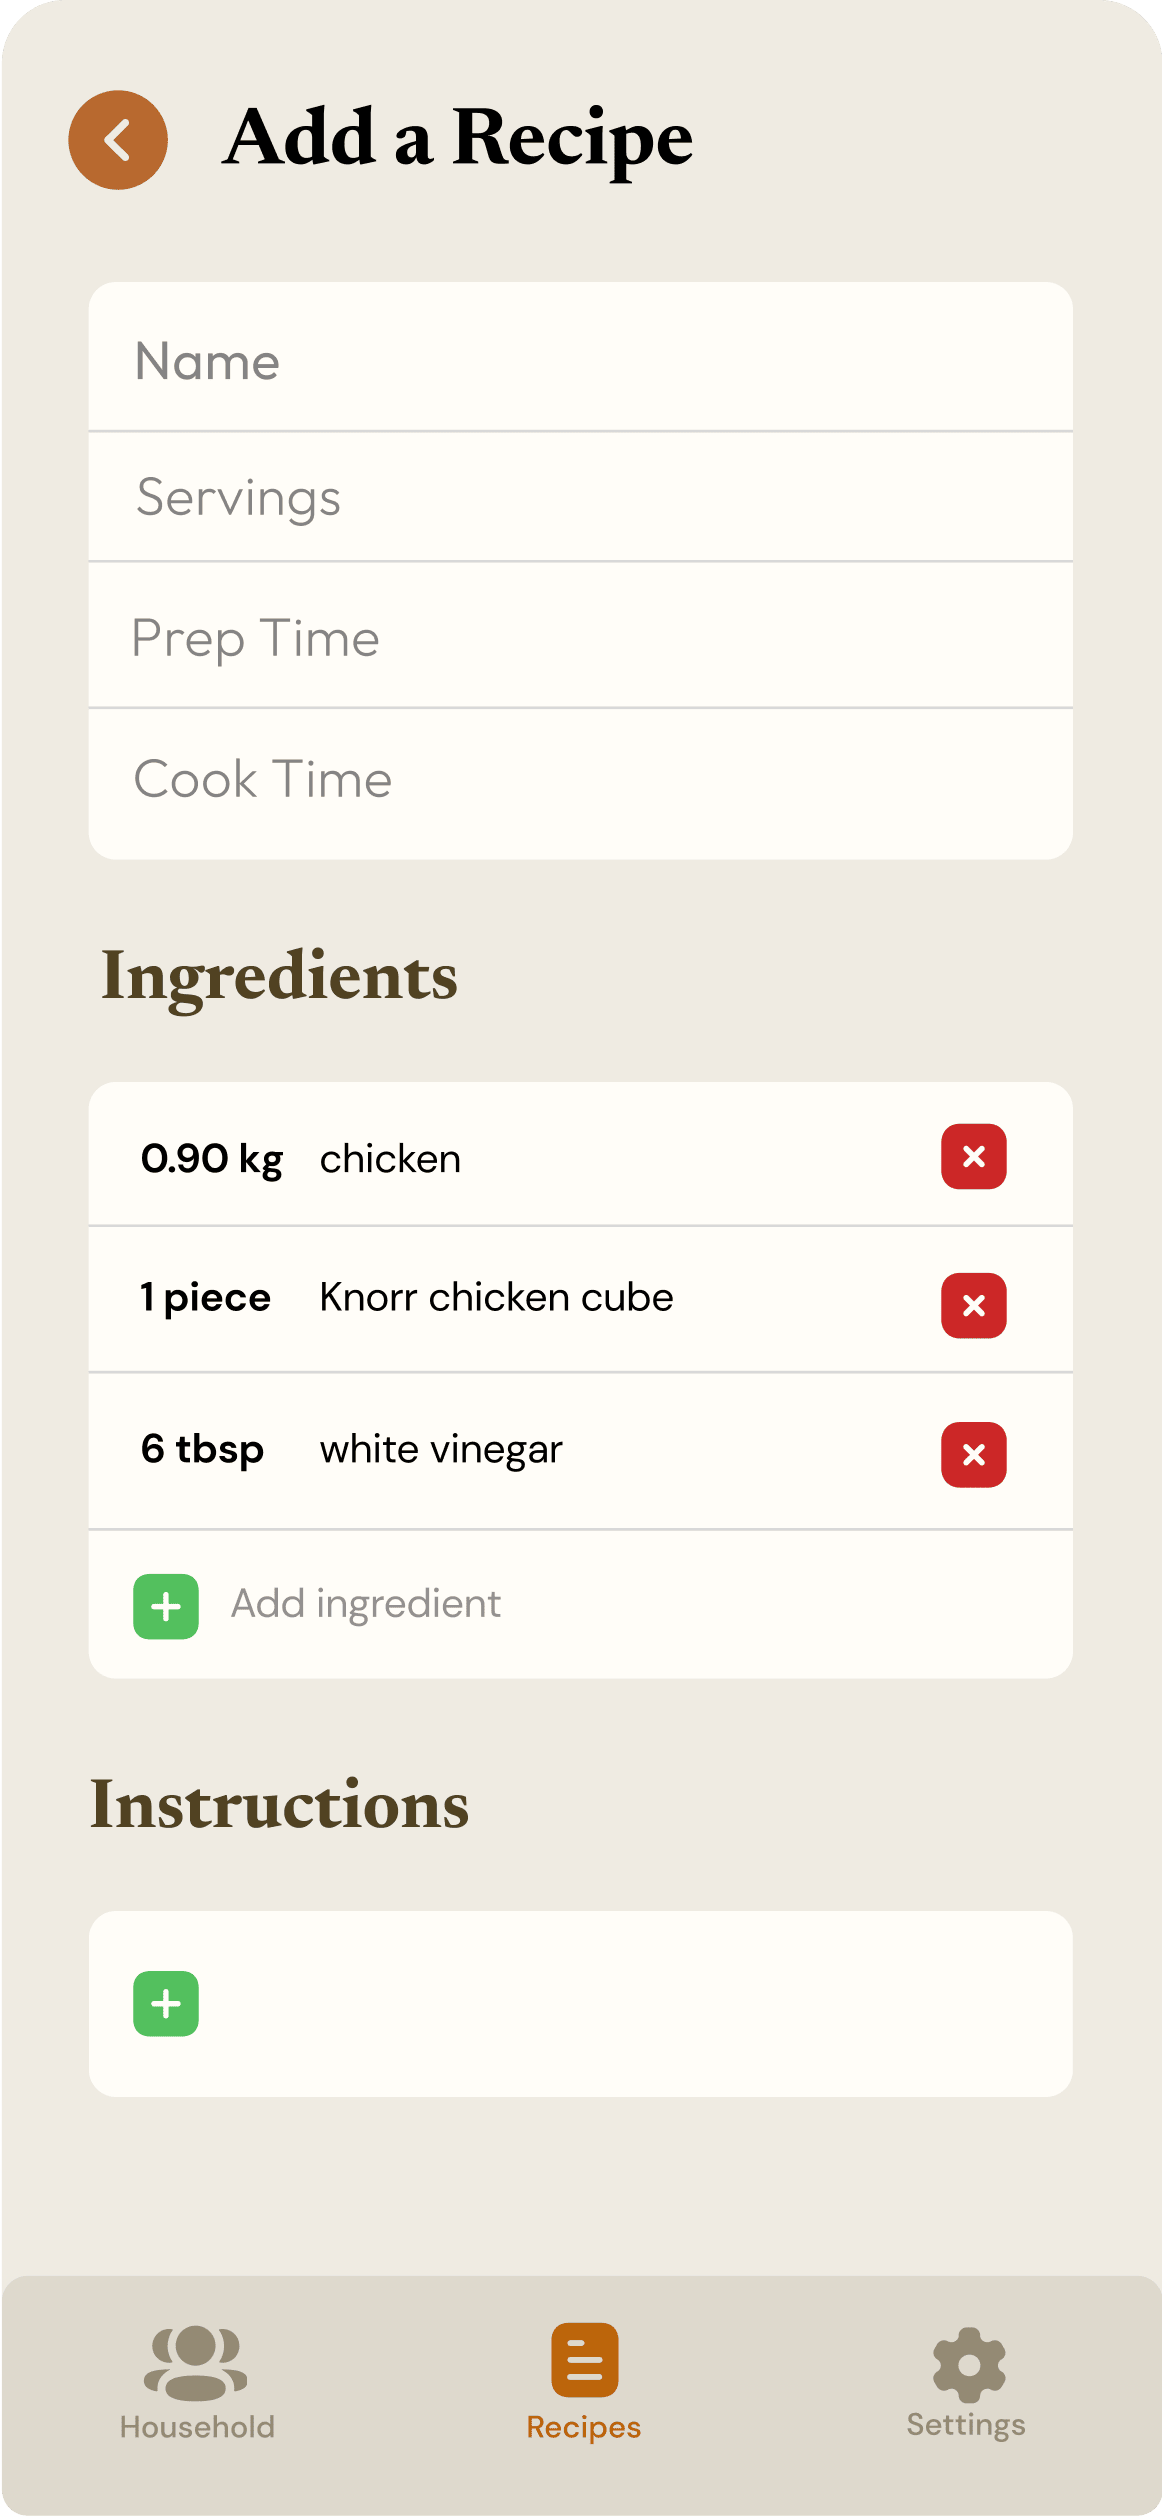 Add a Recipe
Name
Servings
Prep Time
Cook Time
Ingredients
0.90 kg chicken
1 piece Knorr chicken cube
6 tbsp white vinegar
Add ingredient
Instructions
Household Recipes Settings